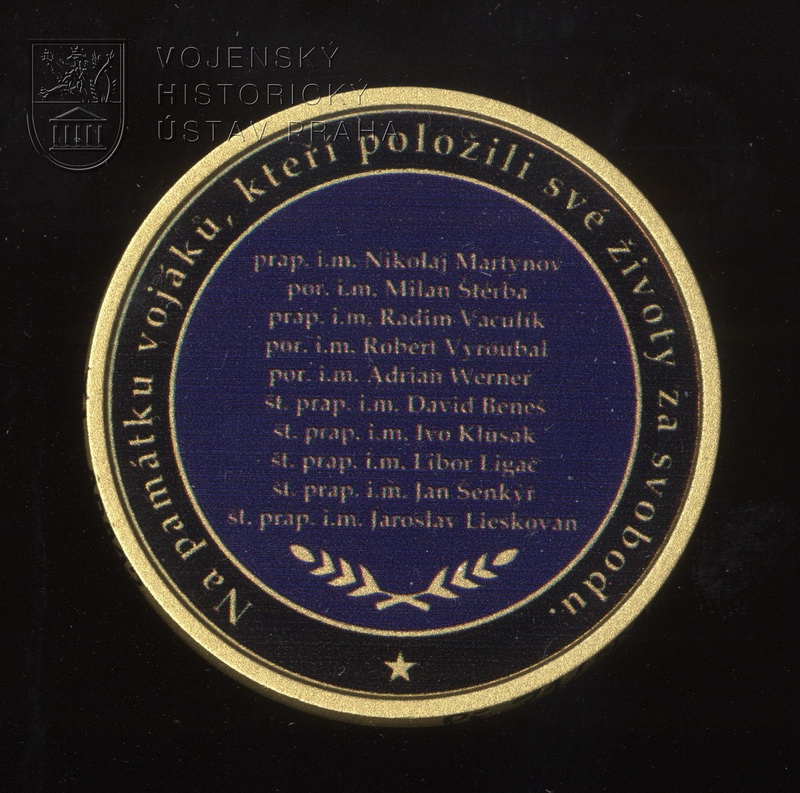 VOJENSKÝ
HISTORICKÝ
ÚSTAV PRAHA
Na památku vojáků, kteří položili své životy za svobodu.
prap. i.m. Nikolaj Martynov
por. i.m. Milan Štěrba
prap. i.m. Radim Vaculík
por. i.m. Robert Vyroubal
por. i.m. Adrian Werner
št. prap. i.m. David Beneš
št. prap. i.m. Ivo Klusák
št. prap. i.m. Libor Ligač
št. prap. i.m. Jan Šenkýř
št. prap. i.m. Jaroslav Lieskovan